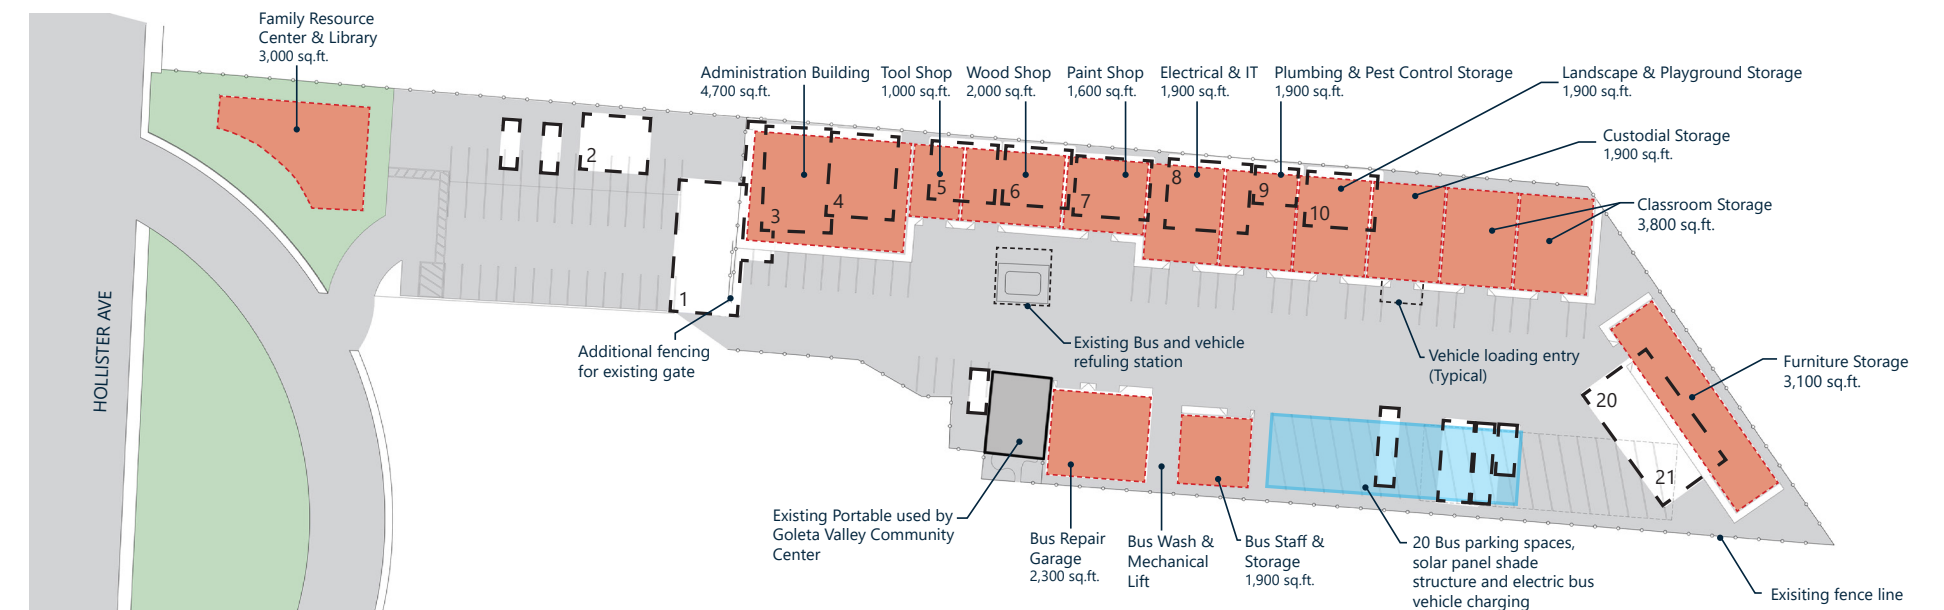 Family Resource
Center & Library
3,000 sq.ft.
Administration Building
4,700 sq.ft.
Tool Shop
1,000 sq.ft.
Wood Shop
2,000 sq.ft.
Paint Shop
1,600 sq.ft.
Electrical & IT
1,900 sq.ft.
Plumbing & Pest Control Storage
1,900 sq.ft.
Landscape & Playground Storage
1,900 sq.ft.
Custodial Storage
1,900 sq.ft.
Classroom Storage
3,800 sq.ft.
2
3
4
5
6
7
8
9
10
1
HOLLISTER AVE
Additional fencing
for existing gate
Existing Bus and vehicle
refuling station
Vehicle loading entry
(Typical)
Furniture Storage
3,100 sq.ft.
20
21
Existing Portable used by
Goleta Valley Community
Center
Bus Repair
Garage
2,300 sq.ft.
Bus Wash &
Mechanical
Lift
Bus Staff &
Storage
1,900 sq.ft.
20 Bus parking spaces,
solar panel shade
structure and electric bus
vehicle charging
Exisiting fence line